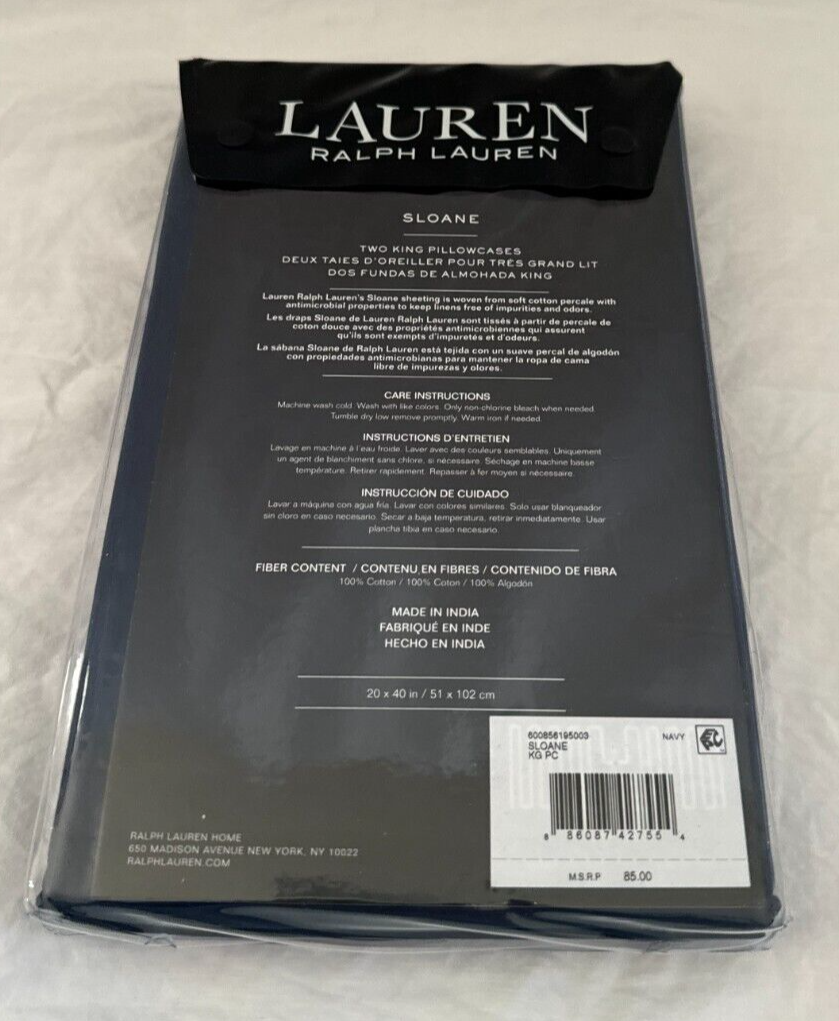 LAUREN
RALPH LAUREN
SLOANE
TWO KING PILLOWCASES
DEUX TAIES D'OREILLER POUR TRÈS GRAND LIT
DOS FUNDAS DE ALMOHADA KING
Lauren Ralph Lauren's Sloane sheeting is woven from soft cotton percale with
antimicrobial properties to keep linens free of impurities and odors.
Les draps Sloane de Lauren Ralph Lauren sont tissés à partir de percale de
coton douce avec des propriétés antimicrobiennes qui assurent
qu'ils sont exempts d'impuretés et d'odeurs.
La sábana Sloane de Ralph Lauren está tejida con un suave percal de algodón
con propiedades antimicrobianas para mantener la ropa de cama
libre de impurezas y olores.
CARE INSTRUCTIONS
Machine wash cold. Wash with like colors. Only non-chlorine bleach when needed.
Tumble dry low remove promptly. Warm iron if needed.
INSTRUCTIONS D'ENTRETIEN
Lavage en machine à l'eau froide. Laver avec des couleurs semblables. Uniquement
un agent de blanchiment sans chlore, si nécessaire. Séchage en machine basse
température. Retirer rapidement. Repasser à fer moyen si nécessaire.
INSTRUCCIÓN DE CUIDADO
Lavar a máquina con agua fría. Lavar con colores similares. Solo usar blanqueador
sin cloro en caso necesario. Secar a baja temperatura, retirar inmediatamente. Usar
plancha tibia en caso necesario.
FIBER CONTENT / CONTENU EN FIBRES / CONTENIDO DE FIBRA
100% Cotton / 100% Coton / 100% Algodón
MADE IN INDIA
FABRIQUÉ EN INDE
HECHO EN INDIA
20 x 40 in / 51 x 102 cm
600856195003 NAVY
SLOANE
KG PC
8 86087 42755 4
M.S.R.P 85.00
RALPH LAUREN HOME
650 MADISON AVENUE NEW YORK, NY 10022
RALPHLAUREN.COM